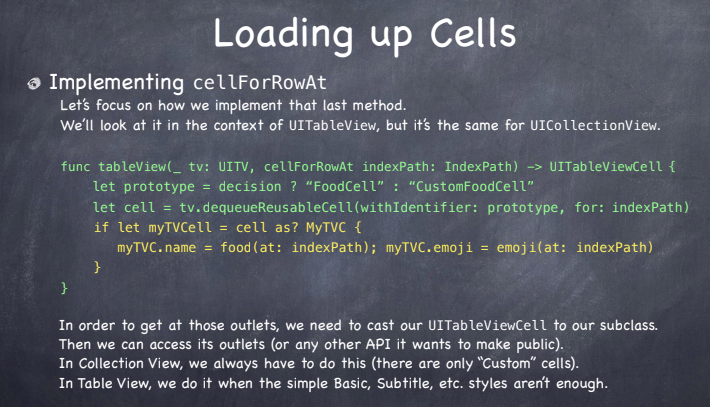 Loading up Cells
Implementing cellForRowAt
Let's focus on how we implement that last method.
We'll look at it in the context of UITableView, but it's the same for UICollectionView.
func tableView(_ tv: UITV, cellForRowAt indexPath: IndexPath) -> UITableViewCell {
let prototype = decision ? “FoodCell” : “CustomFoodCell”
let cell = tv.dequeueReusableCell(withIdentifier: prototype, for: indexPath)
if let myTVCell = cell as? MyTVC {
myTVC.name = food(at: indexPath); myTVC.emoji = emoji(at: indexPath)
}
}
In order to get at those outlets, we need to cast our UITableViewCell to our subclass.
Then we can access its outlets (or any other API it wants to make public).
In Collection View, we always have to do this (there are only “Custom” cells).
In Table View, we do it when the simple Basic, Subtitle, etc. styles aren't enough.